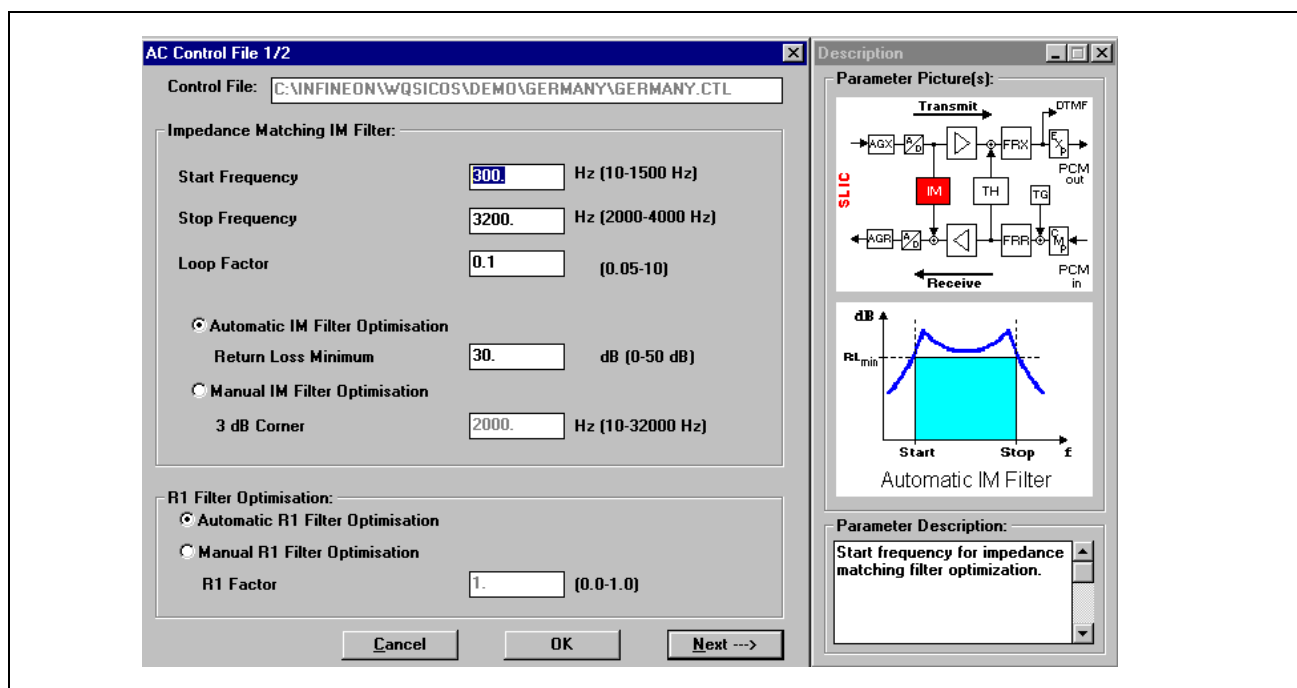 AC Control File 1/2
Control File: C:\INFINEON\WQSICOS\DEMO\GERMANY\GERMANY.CTL
Impedance Matching IM Filter:
Start Frequency 300. Hz (10-1500 Hz)
Stop Frequency 3200. Hz (2000-4000 Hz)
Loop Factor 0.1 (0.05-10)
Automatic IM Filter Optimisation
Return Loss Minimum 30. dB (0-50 dB)
Manual IM Filter Optimisation
3 dB Corner 2000. Hz (10-32000 Hz)
R1 Filter Optimisation:
Automatic R1 Filter Optimisation
Manual R1 Filter Optimisation
R1 Factor 1. (0.0-1.0)
Cancel OK Next --->
Description
Parameter Picture(s):
Transmit DTMF
AGX A/D FRX EXP
PCM out
SLIC
IM TH TG
AGR A/D FRR CMP
PCM in
Receive
dB
RLmin
Start Stop f
Automatic IM Filter
Parameter Description:
Start frequency for impedance
matching filter optimization.